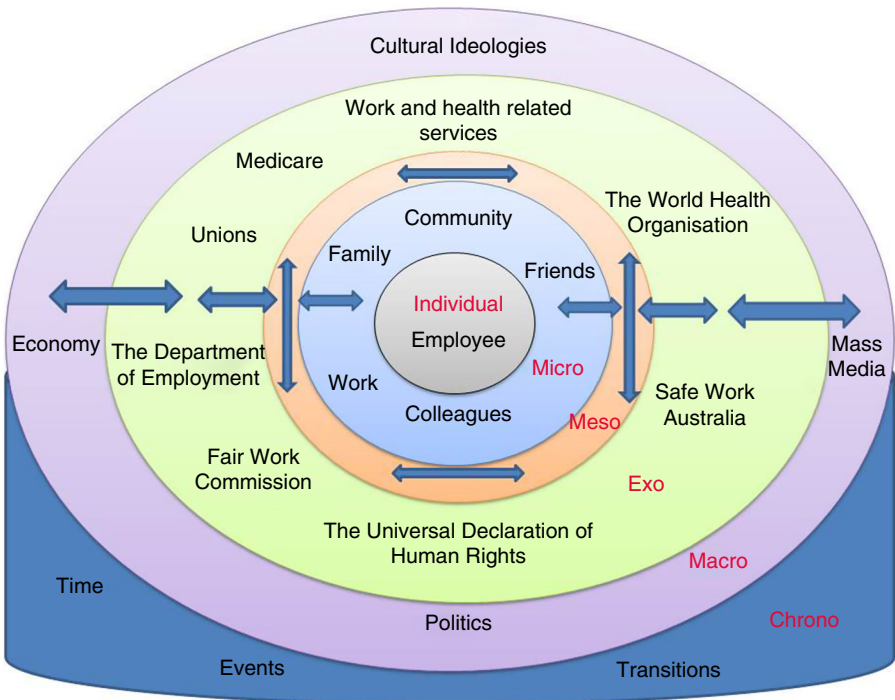 Cultural Ideologies
Work and health related
services
Medicare
The World Health
Organisation
Community
Unions
Family
Friends
Individual
Employee
Economy
The Department
of Employment
Mass
Media
Micro
Work
Colleagues
Safe Work
Australia
Meso
Fair Work
Commission
Exo
The Universal Declaration of
Human Rights
Macro
Time
Chrono
Politics
Events
Transitions